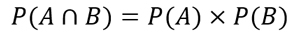 P(A ∩ B) = P(A) × P(B)